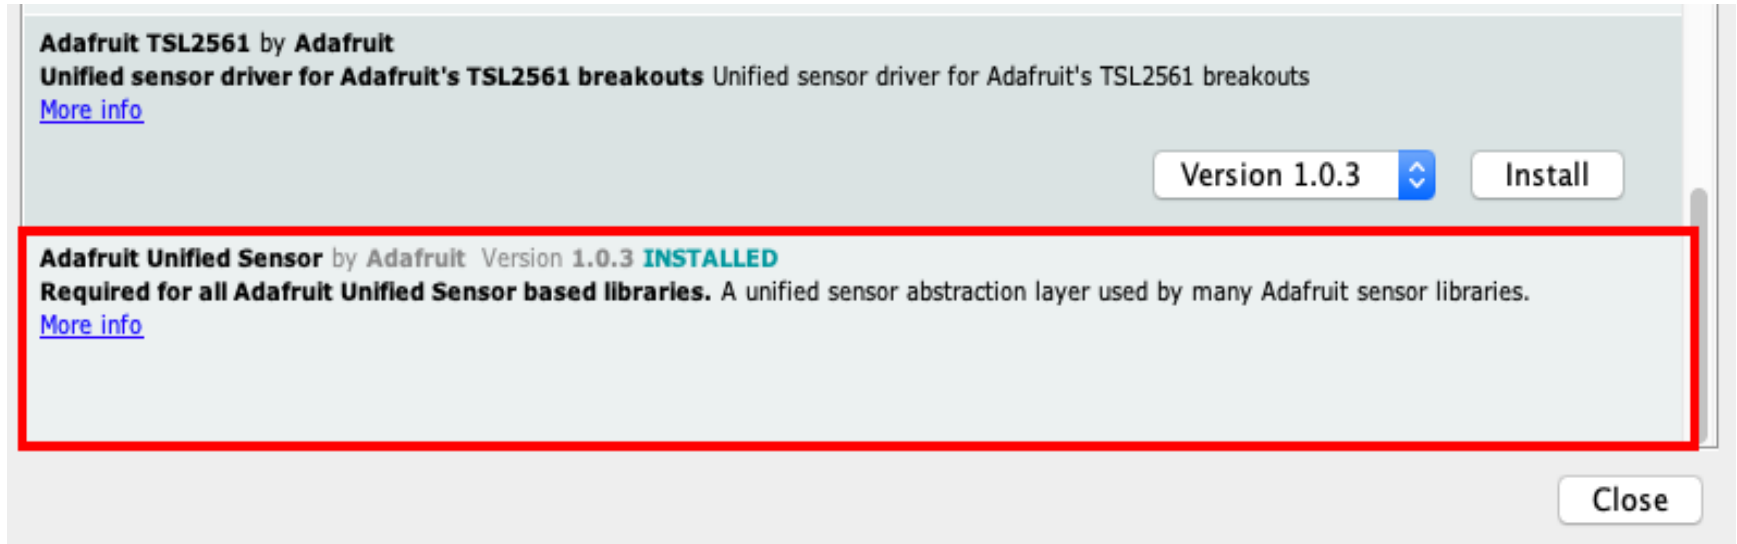 Adafruit TSL2561 by Adafruit
Unified sensor driver for Adafruit's TSL2561 breakouts Unified sensor driver for Adafruit's TSL2561 breakouts
More info
Version 1.0.3 Install
Adafruit Unified Sensor by Adafruit Version 1.0.3 INSTALLED
Required for all Adafruit Unified Sensor based libraries. A unified sensor abstraction layer used by many Adafruit sensor libraries.
More info
Close